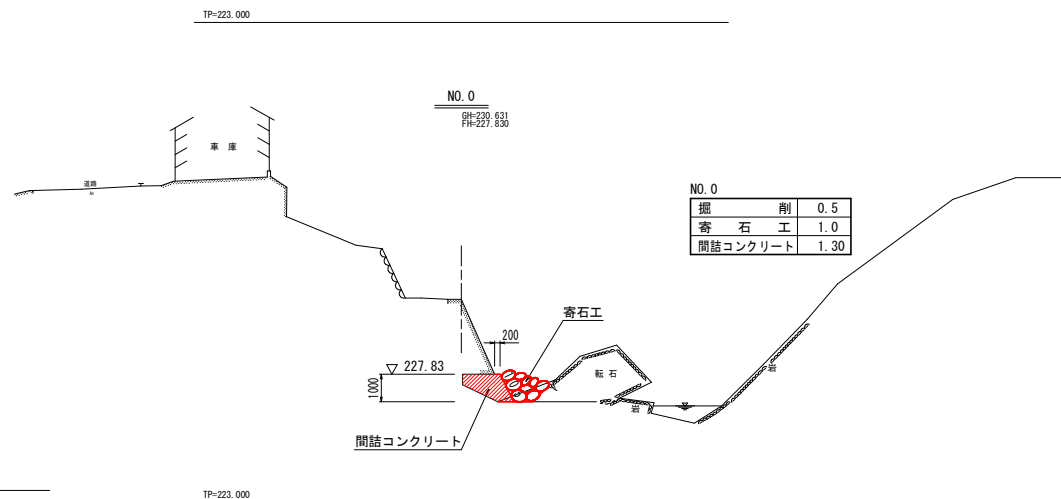 TP=223.000
NO.0
GH=230.631
FH=227.830
車 庫
道路
As
NO.0
掘 削 0.5
寄 石 工 1.0
間詰コンクリート 1.30
寄石工
200
227.83
転石
岩
1000
岩
間詰コンクリート
TP=223.000